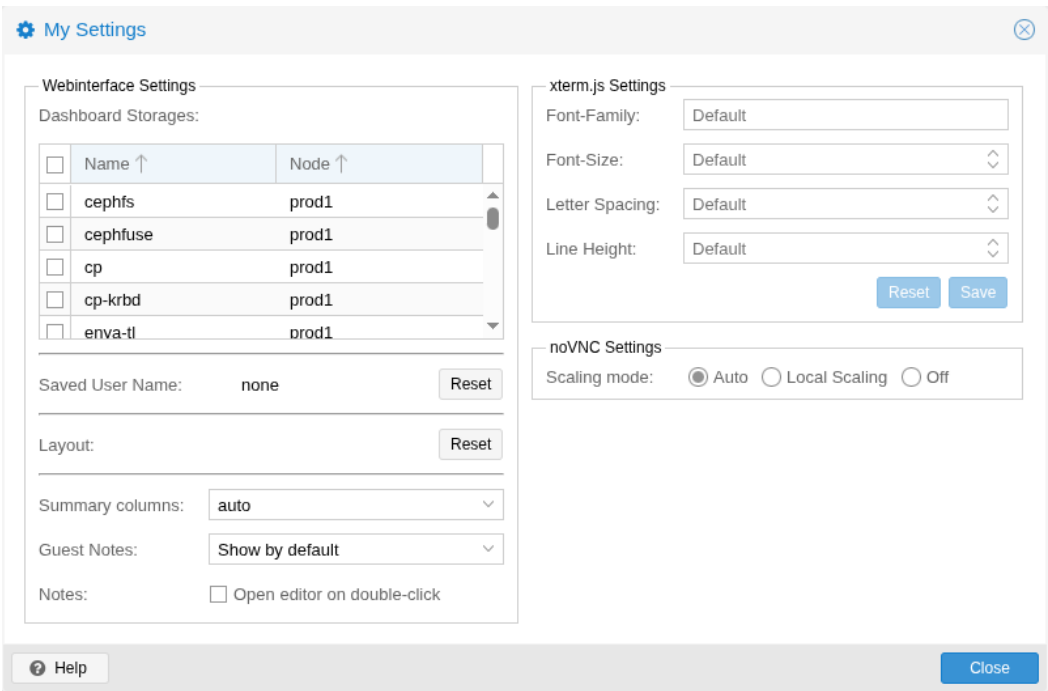 My Settings
Webinterface Settings
Dashboard Storages:
Name Node
cephfs prod1
cephfuse prod1
cp prod1
cp-krbd prod1
enva-tl prod1
Saved User Name: none Reset
Layout: Reset
Summary columns: auto
Guest Notes: Show by default
Notes: Open editor on double-click
xterm.js Settings
Font-Family: Default
Font-Size: Default
Letter Spacing: Default
Line Height: Default
Reset Save
noVNC Settings
Scaling mode: Auto Local Scaling Off
Help Close